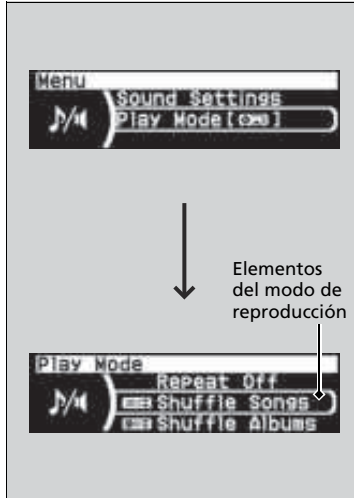 Menu
Sound Settings
Play Mode[]
Elementos
del modo de
reproducción
Play Mode
Repeat Off
Shuffle Songs
Shuffle Albums